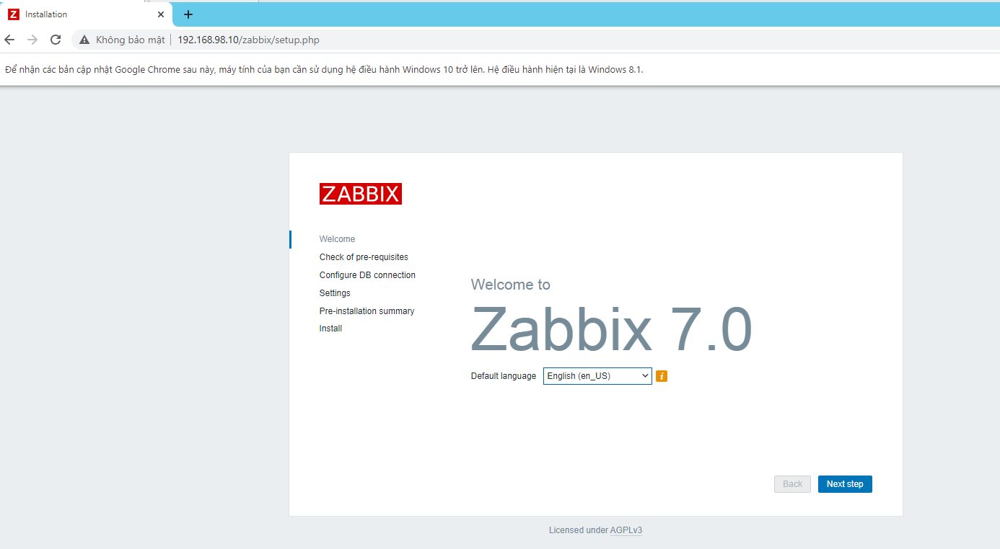 Installation
Không bảo mật
192.168.98.10/zabbix/setup.php
Để nhận các bản cập nhật Google Chrome sau này, máy tính của bạn cần sử dụng hệ điều hành Windows 10 trở lên. Hệ điều hành hiện tại là Windows 8.1.
ZABBIX
Welcome
Check of pre-requisites
Configure DB connection
Settings
Pre-installation summary
Install
Welcome to
Zabbix 7.0
Default language English (en_US)
Back Next step
Licensed under AGPLv3